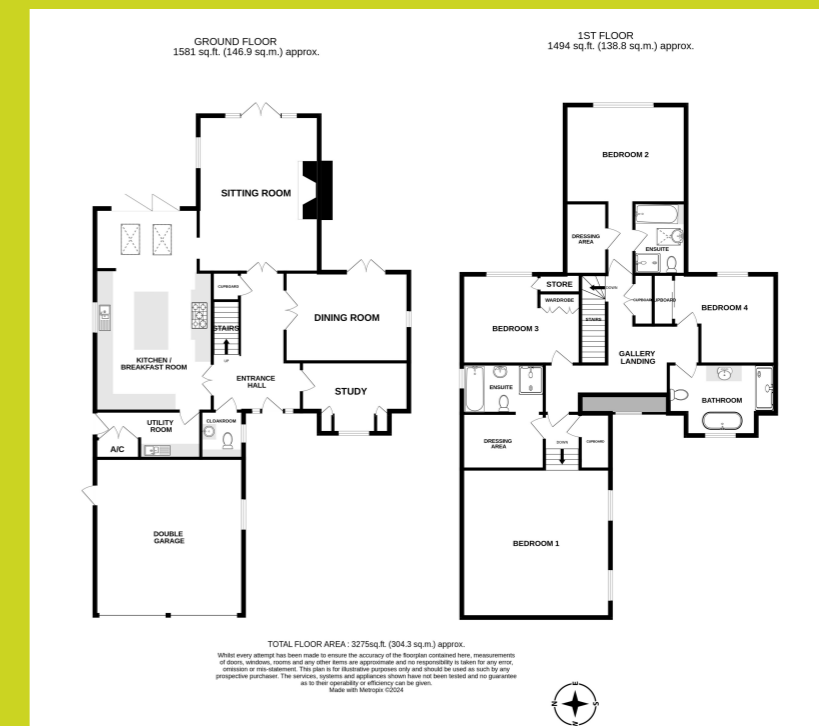 GROUND FLOOR
1581 sq.ft. (146.9 sq.m.) approx.
1ST FLOOR
1494 sq.ft. (138.8 sq.m.) approx.
SITTING ROOM
CUPBOARD
STAIRS
UP
DINING ROOM
KITCHEN /
BREAKFAST ROOM
ENTRANCE
HALL
STUDY
UTILITY
ROOM
CLOAKROOM
A/C
DOUBLE
GARAGE
BEDROOM 2
DRESSING
AREA
ENSUITE
STORE
DOWN
WARDROBE
CUPBOARD
CUPBOARD
BEDROOM 4
BEDROOM 3
STAIRS
GALLERY
LANDING
ENSUITE
BATHROOM
DRESSING
AREA
DOWN
CUPBOARD
BEDROOM 1
TOTAL FLOOR AREA : 3275sq.ft. (304.3 sq.m.) approx.
Whilst every attempt has been made to ensure the accuracy of the floorplan contained here, measurements
of doors, windows, rooms and any other items are approximate and no responsibility is taken for any error,
omission or mis-statement. This plan is for illustrative purposes only and should be used as such by any
prospective purchaser. The services, systems and appliances shown have not been tested and no guarantee
as to their operability or efficiency can be given.
Made with Metropix ©2024
E
N
S
W